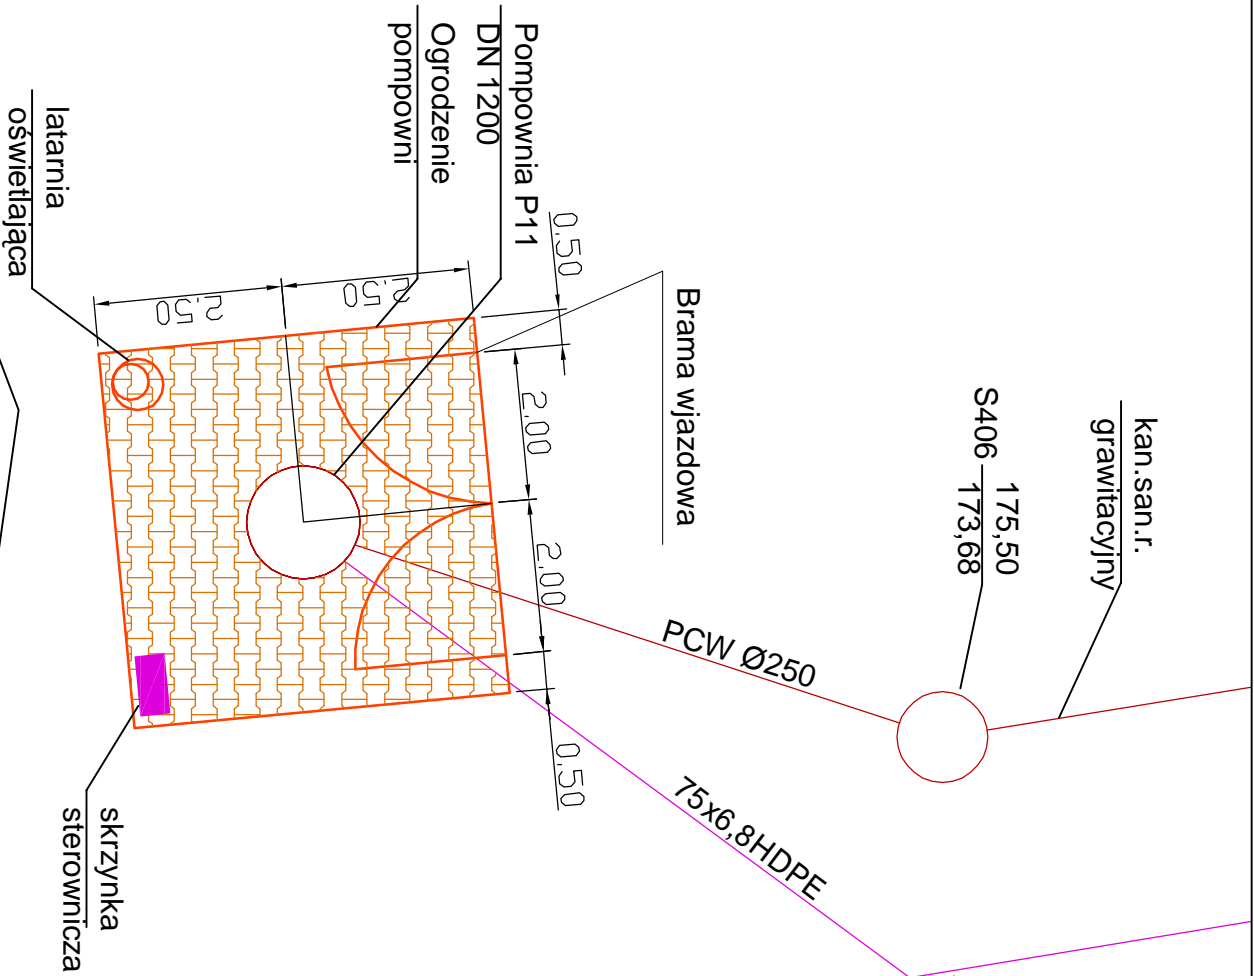 Pompownia P11
DN 1200
Ogrodzenie
pompowni
latarnia
oświetlająca
0.50
2.50
2.50
Brama wjazdowa
2.00
2.00
0.50
kan.san.r.
grawitacyjny
175,50
S406 173,68
PCW Ø250
75x6,8HDPE
skrzynka
sterownicza